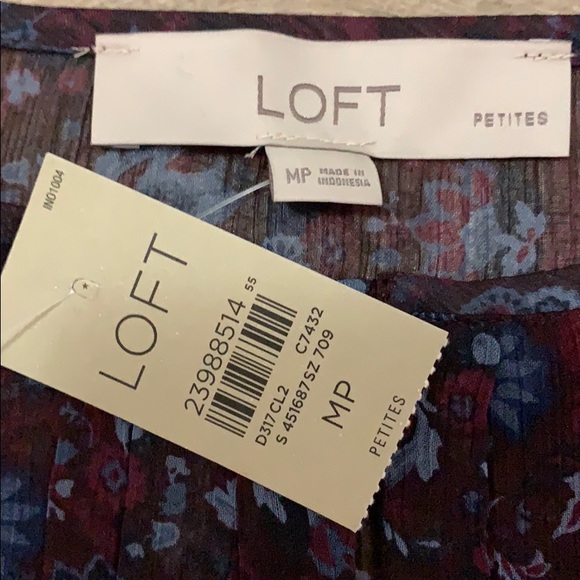 LOFT
PETITES
MP MADE IN
INDONESIA
IN01004
LOFT
23988514 55
D317CL2 C7432
S 451687SZ 709
MP
PETITES